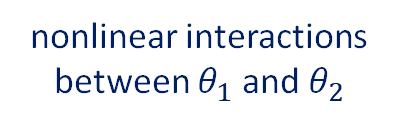 nonlinear interactions
between θ₁ and θ₂